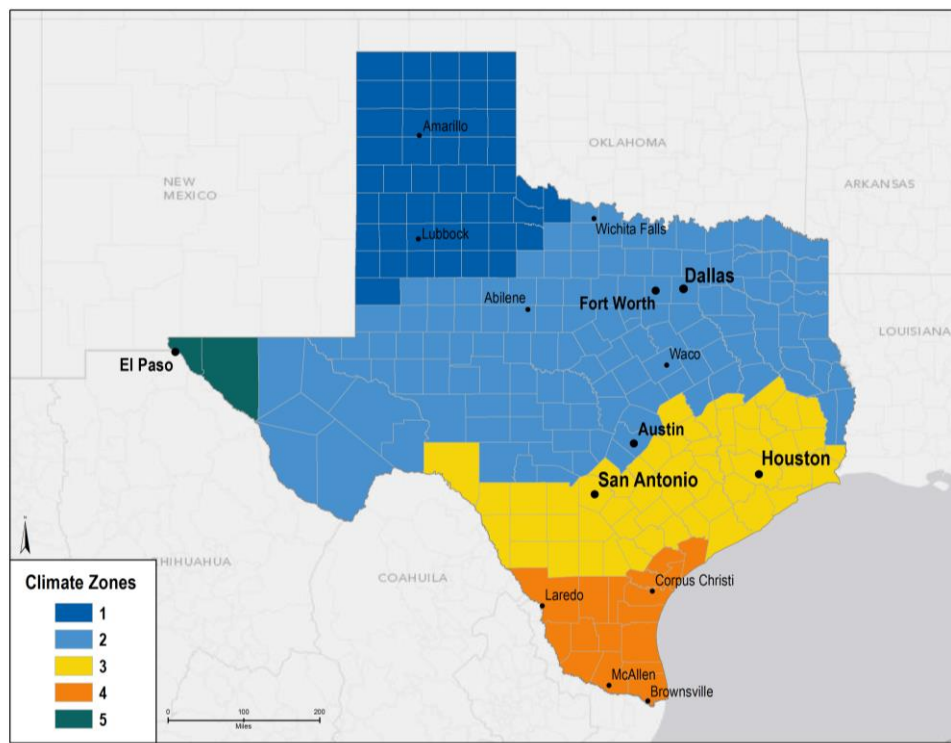 Amarillo
OKLAHOMA
NEW
MEXICO
ARKANSAS
Wichita Falls
Lubbock
Dallas
Abilene
Fort Worth
LOUISIANA
El Paso
Waco
Austin
Houston
San Antonio
CHIHUAHUA
COAHUILA
Climate Zones
1
2
3
4
5
Corpus Christi
Laredo
McAllen
Brownsville
0 100 200
Miles